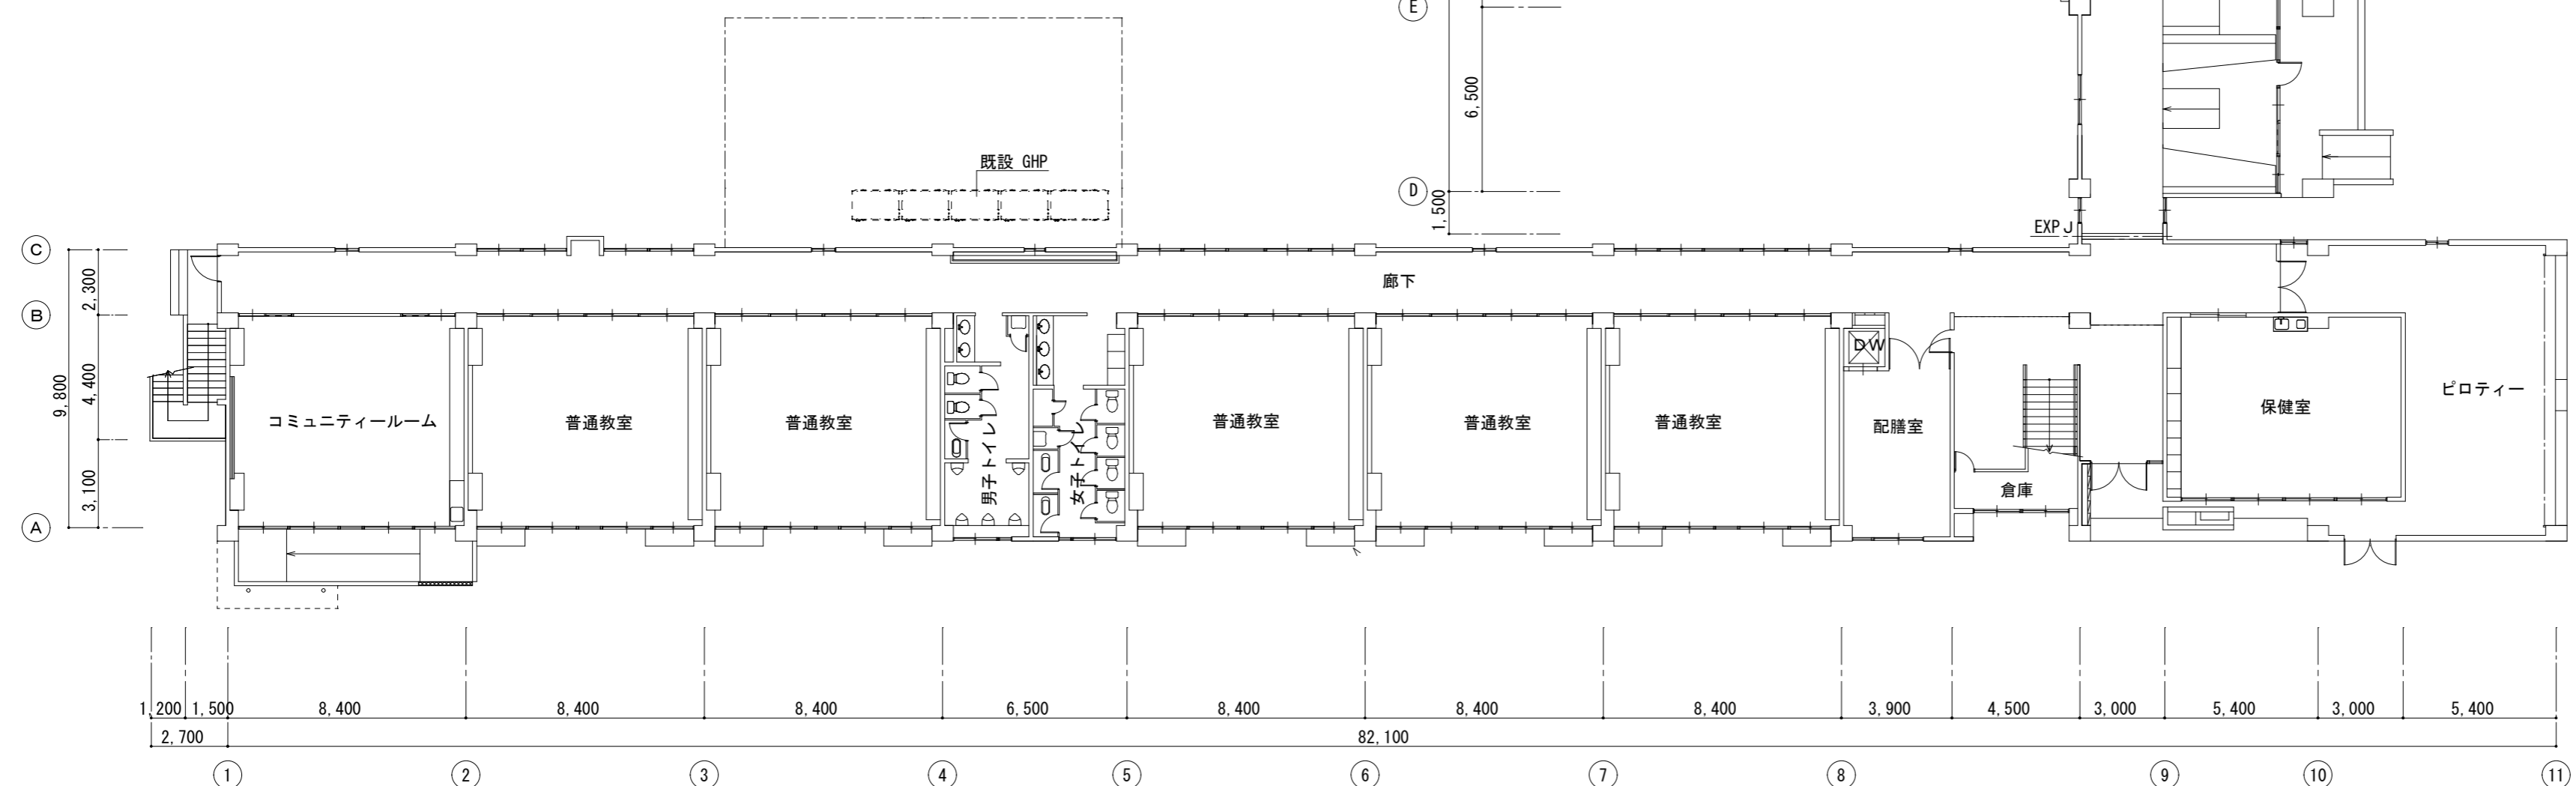 E
6,500
既設 GHP
D
1,500
EXP J
C
2,300
廊下
B
9,800
4,400
DW
ピロティー
保健室
コミュニティールーム
普通教室
普通教室
男子トイレ
女子トイレ
普通教室
普通教室
普通教室
配膳室
倉庫
3,100
A
1,200
1,500
8,400
8,400
8,400
6,500
8,400
8,400
8,400
3,900
4,500
3,000
5,400
3,000
5,400
2,700
82,100
1
2
3
4
5
6
7
8
9
10
11